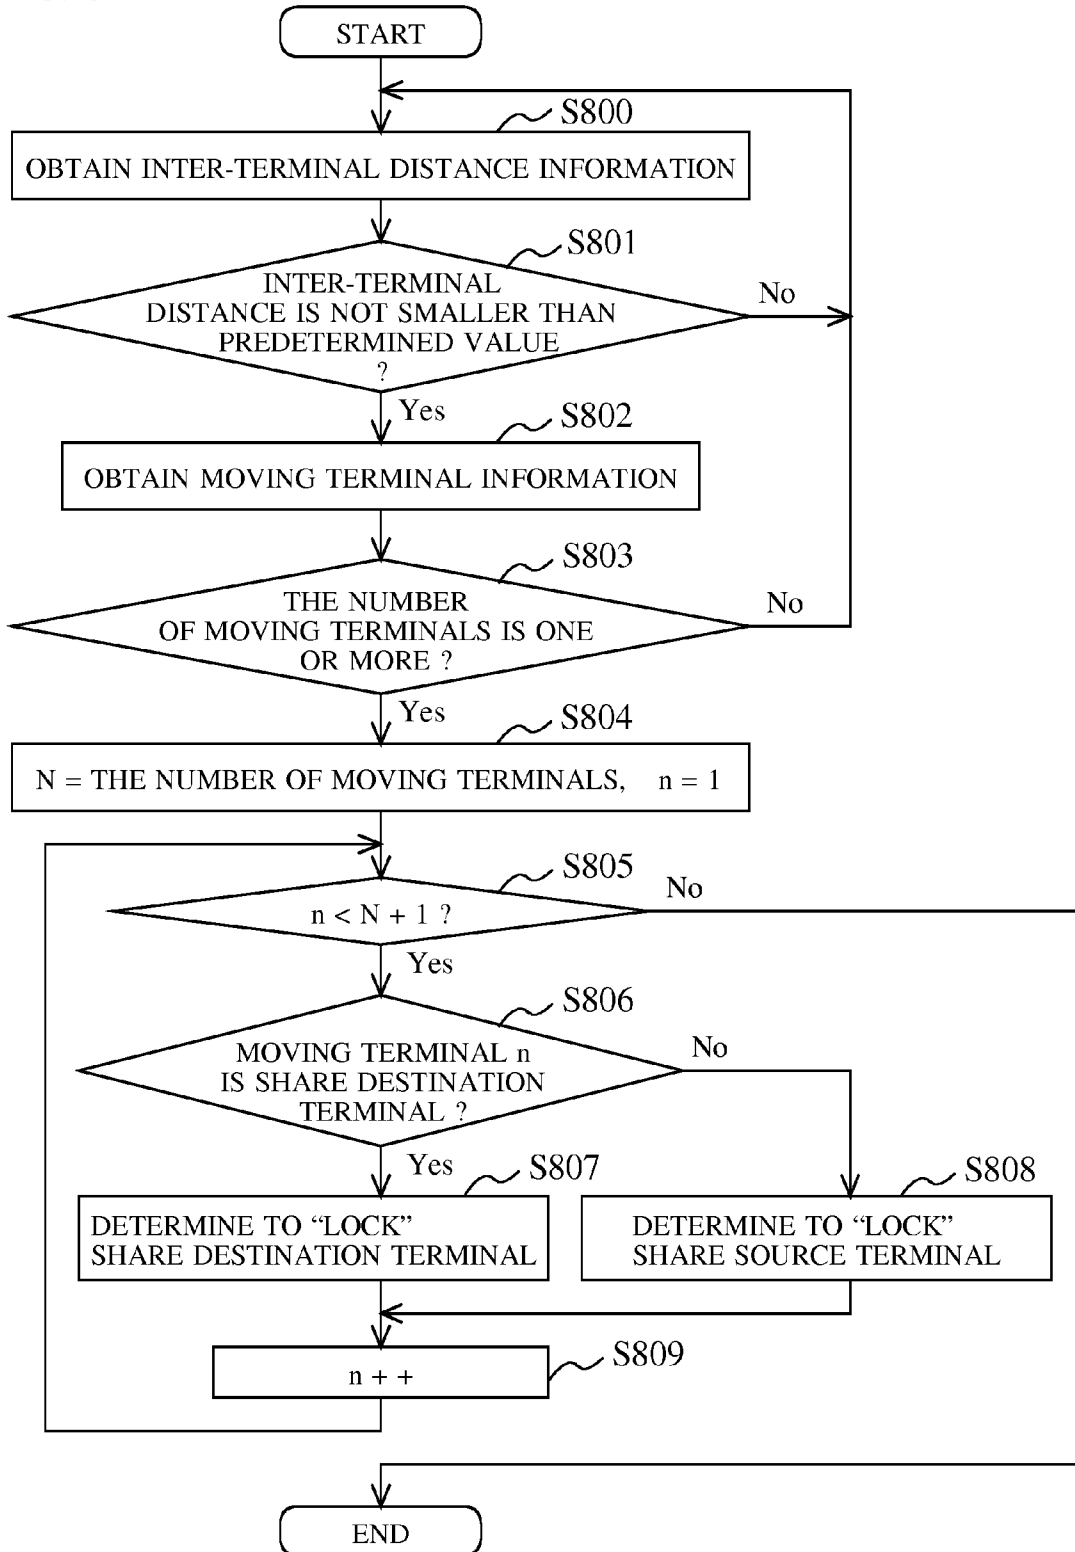 START
S800
OBTAIN INTER-TERMINAL DISTANCE INFORMATION
S801
INTER-TERMINAL
DISTANCE IS NOT SMALLER THAN
PREDETERMINED VALUE
?
No
Yes
S802
OBTAIN MOVING TERMINAL INFORMATION
S803
THE NUMBER
OF MOVING TERMINALS IS ONE
OR MORE ?
No
Yes
S804
N = THE NUMBER OF MOVING TERMINALS, n = 1
S805
n < N + 1 ?
No
Yes
S806
MOVING TERMINAL n
IS SHARE DESTINATION
TERMINAL ?
No
Yes
S807
DETERMINE TO “LOCK”
SHARE DESTINATION TERMINAL
S808
DETERMINE TO “LOCK”
SHARE SOURCE TERMINAL
S809
n + +
END